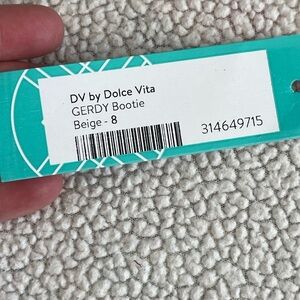 DV by Dolce Vita
GERDY Bootie
Beige - 8
314649715